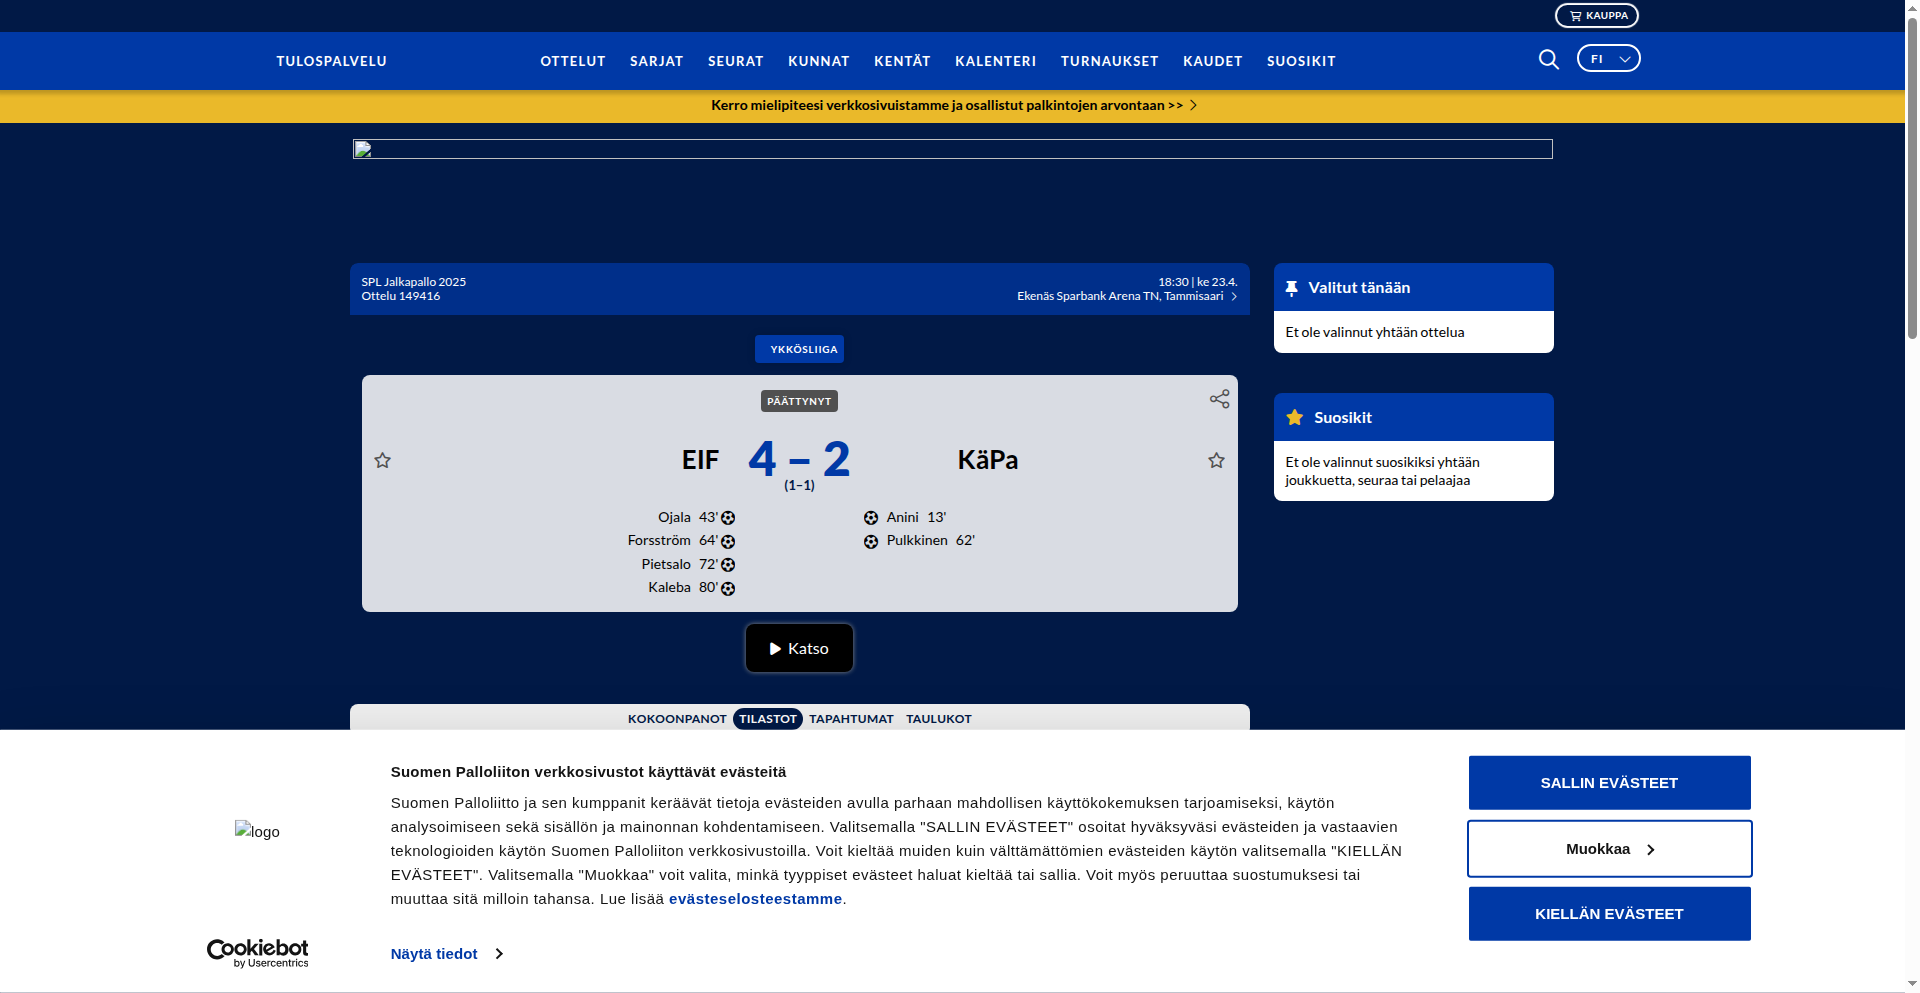 KAUPPA
TULOSPALVELU OTTELUT SARJAT SEURAT KUNNAT KENTÄT KALENTERI TURNAUKSET KAUDET SUOSIKIT FI
Kerro mielipiteesi verkkosivuistamme ja osallistut palkintojen arvontaan >>
SPL Jalkapallo 2025
Ottelu 149416
18:30 | ke 23.4.
Ekenäs Sparbank Arena TN, Tammisaari
YKKÖSLIIGA
PÄÄTTYNYT
EIF 4 – 2 KäPa
(1–1)
Ojala 43'
Forsström 64'
Pietsalo 72'
Kaleba 80'
Anini 13'
Pulkkinen 62'
Katso
KOKOONPANOT TILASTOT TAPAHTUMAT TAULUKOT
Valitut tänään
Et ole valinnut yhtään ottelua
Suosikit
Et ole valinnut suosikiksi yhtään
joukkuetta, seuraa tai pelaajaa
logo
Cookiebot
by Usercentrics
Suomen Palloliiton verkkosivustot käyttävät evästeitä
Suomen Palloliitto ja sen kumppanit keräävät tietoja evästeiden avulla parhaan mahdollisen käyttökokemuksen tarjoamiseksi, käytön
analysoimiseen sekä sisällön ja mainonnan kohdentamiseen. Valitsemalla "SALLIN EVÄSTEET" osoitat hyväksyväsi evästeiden ja vastaavien
teknologioiden käytön Suomen Palloliiton verkkosivustoilla. Voit kieltää muiden kuin välttämättömien evästeiden käytön valitsemalla "KIELLÄN
EVÄSTEET". Valitsemalla "Muokkaa" voit valita, minkä tyyppiset evästeet haluat kieltää tai sallia. Voit myös peruuttaa suostumuksesi tai
muuttaa sitä milloin tahansa. Lue lisää evästeselosteestamme.
Näytä tiedot
SALLIN EVÄSTEET
Muokkaa
KIELLÄN EVÄSTEET